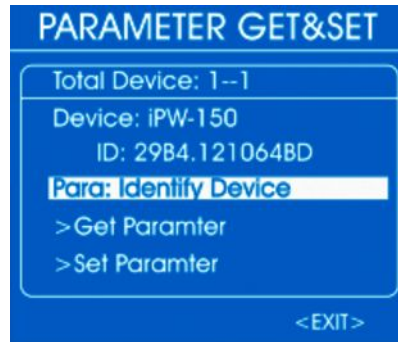 PARAMETER GET&SET
Total Device: 1--1
Device: iPW-150
ID: 29B4.121064BD
Para: Identify Device
>Get Paramter
>Set Paramter
<EXIT>